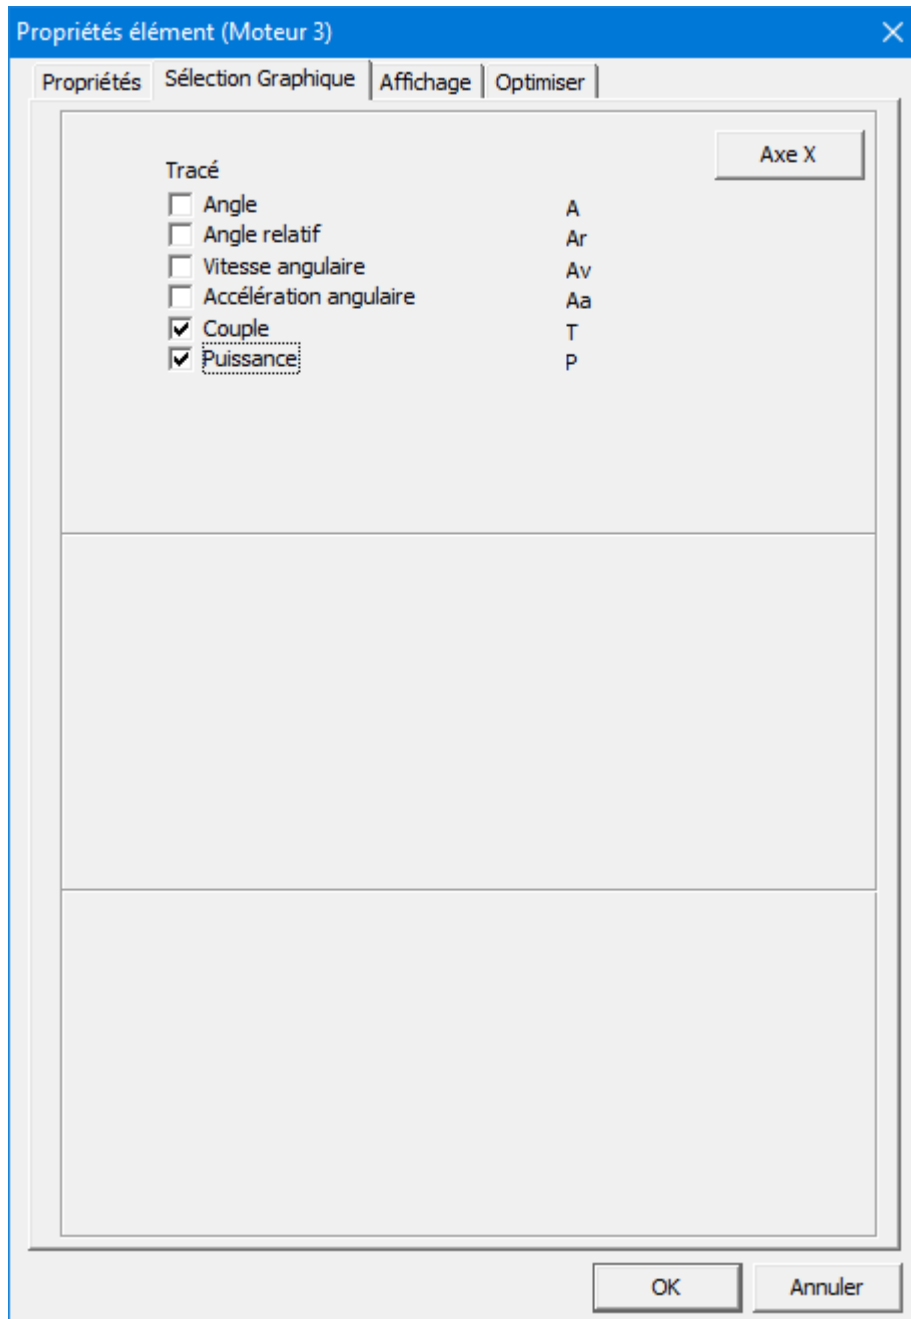 Propriétés élément (Moteur 3)
Propriétés Sélection Graphique Affichage Optimiser
Axe X
Tracé
Angle A
Angle relatif Ar
Vitesse angulaire Av
Accélération angulaire Aa
Couple T
Puissance P
OK Annuler